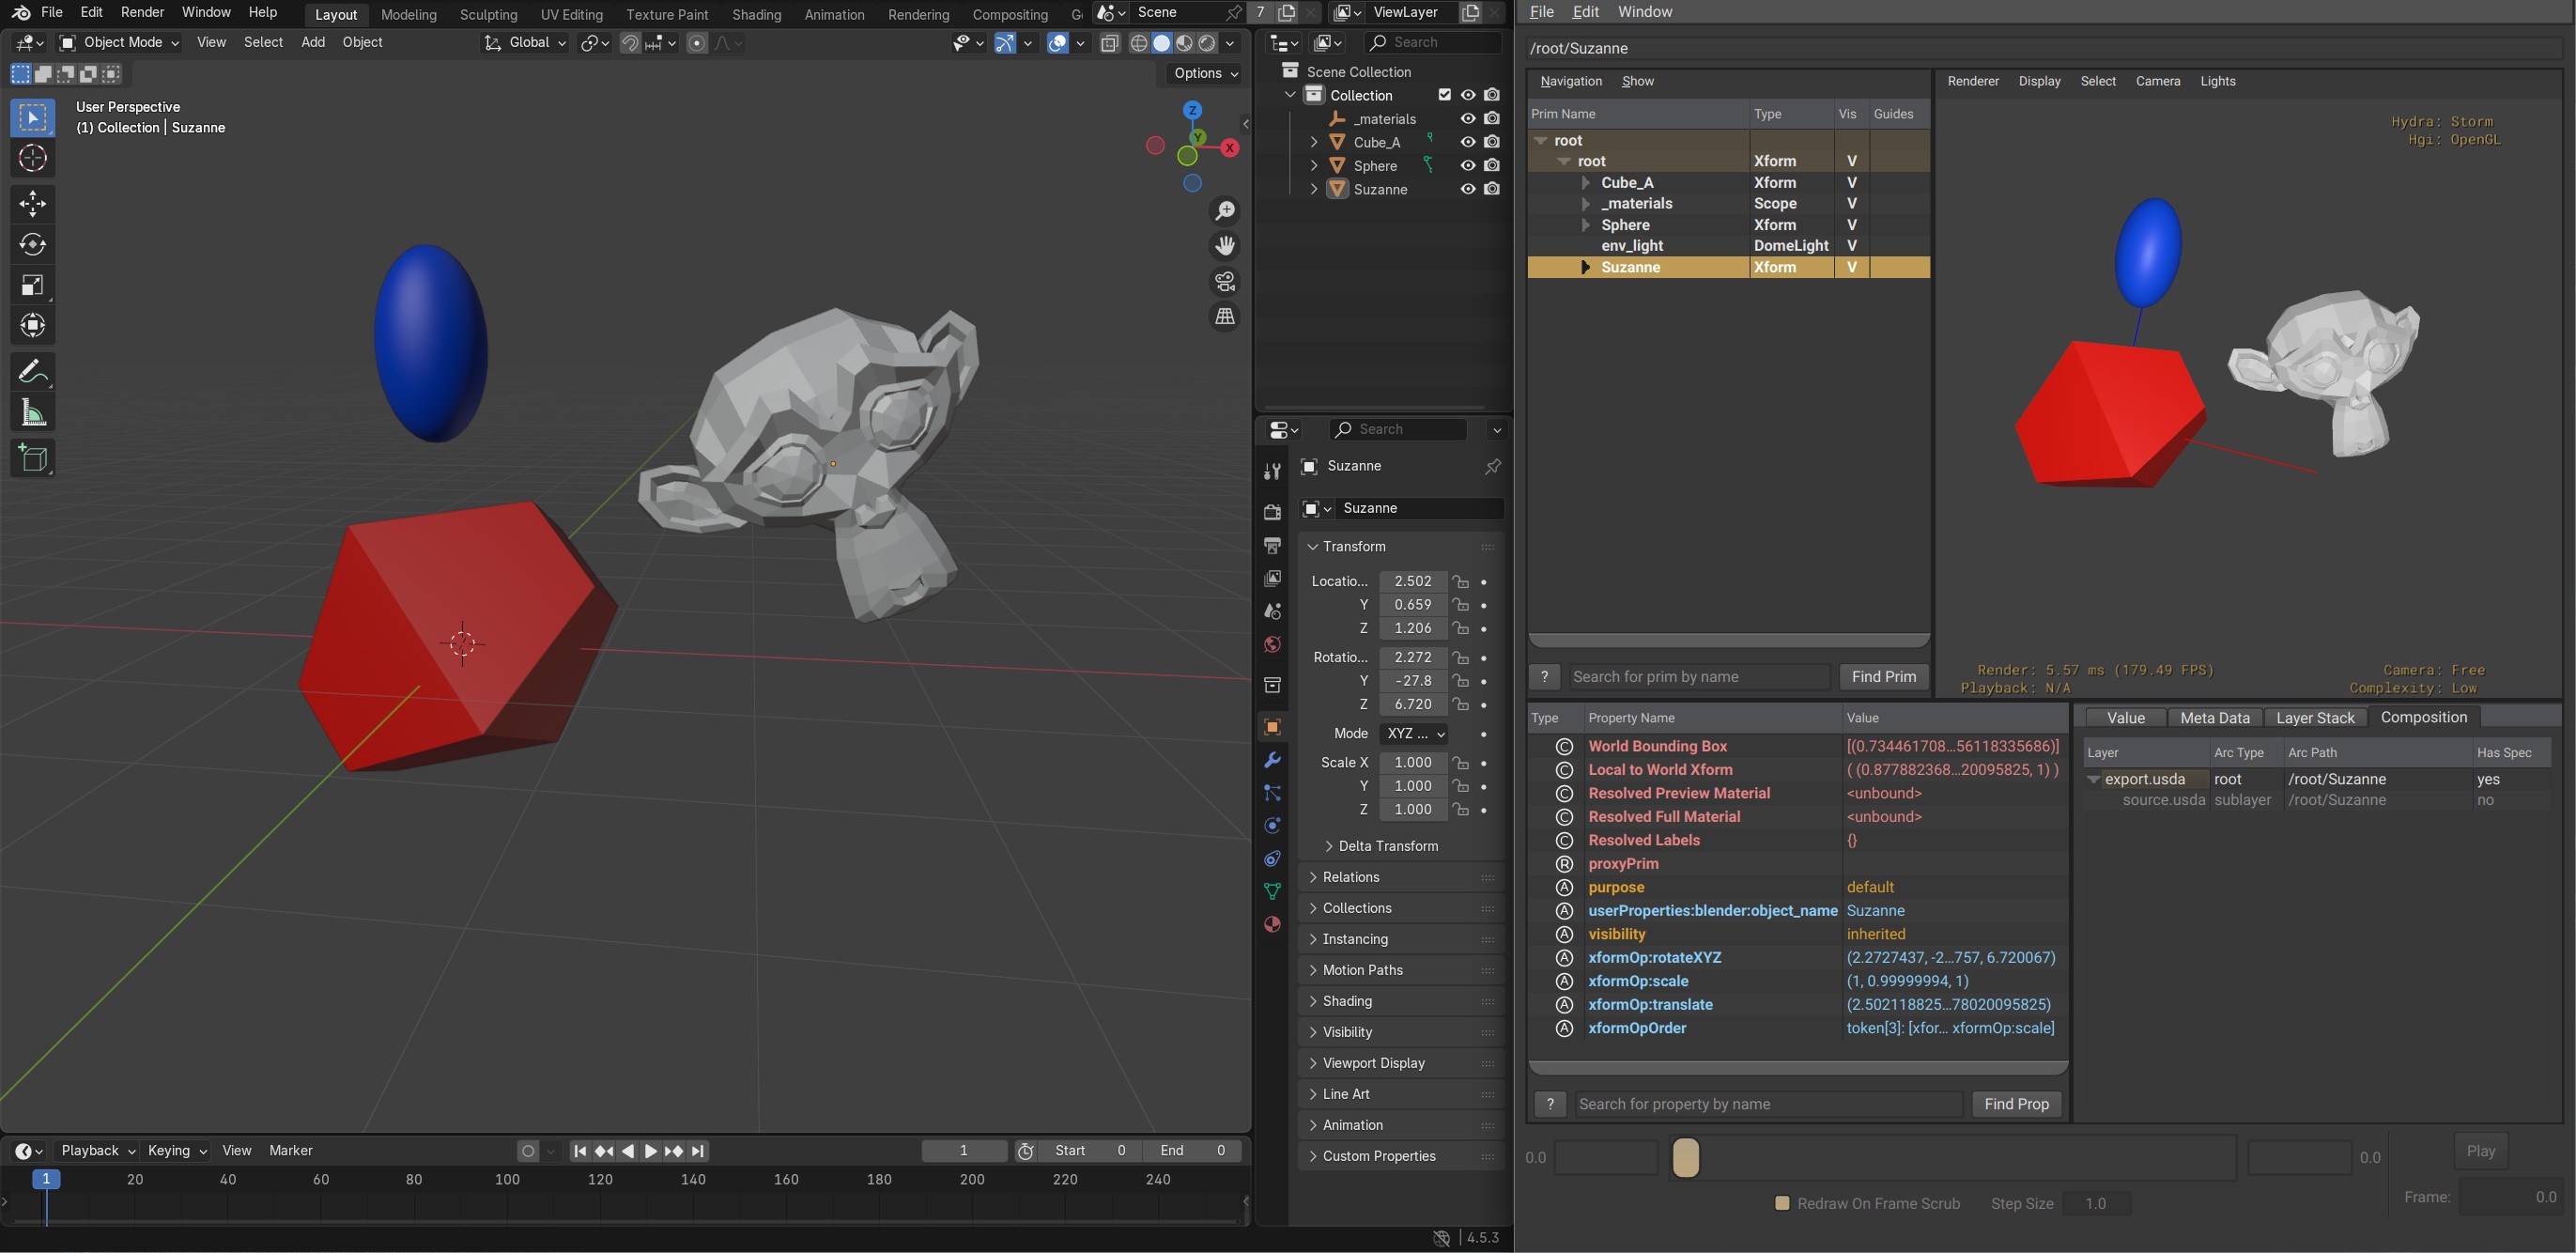 File Edit Render Window Help Layout Modeling Sculpting UV Editing Texture Paint Shading Animation Rendering Compositing Scene 7 ViewLayer
Object Mode View Select Add Object Global
Options
User Perspective
(1) Collection | Suzanne
Z
Y
X
Search
Scene Collection
Collection
_materials
Cube_A
Sphere
Suzanne
Search
Suzanne
Suzanne
Transform
Locatio... 2.502
Y 0.659
Z 1.206
Rotatio... 2.272
Y -27.8
Z 6.720
Mode XYZ ...
Scale X 1.000
Y 1.000
Z 1.000
Delta Transform
Relations
Collections
Instancing
Motion Paths
Shading
Visibility
Viewport Display
Line Art
Animation
Custom Properties
Playback Keying View Marker 1 Start 0 End 0
1 20 40 60 80 100 120 140 160 180 200 220 240
4.5.3
File Edit Window
/root/Suzanne
Navigation Show
Prim Name Type Vis Guides
root
root Xform V
Cube_A Xform V
_materials Scope V
Sphere Xform V
env_light DomeLight V
Suzanne Xform V
? Search for prim by name Find Prim
Renderer Display Select Camera Lights
Hydra: Storm
Hgi: OpenGL
Render: 5.57 ms (179.49 FPS)
Playback: N/A
Camera: Free
Complexity: Low
Type Property Name Value
C World Bounding Box [(0.734461708...56118335686)]
C Local to World Xform ( (0.877882368...20095825, 1) )
C Resolved Preview Material <unbound>
C Resolved Full Material <unbound>
C Resolved Labels {}
R proxyPrim
A purpose default
A userProperties:blender:object_name Suzanne
A visibility inherited
A xformOp:rotateXYZ (2.2727437, -2...757, 6.720067)
A xformOp:scale (1, 0.99999994, 1)
A xformOp:translate (2.502118825...78020095825)
A xformOpOrder token[3]: [xfor... xformOp:scale]
? Search for property by name Find Prop
Value Meta Data Layer Stack Composition
Layer Arc Type Arc Path Has Spec
export.usda root /root/Suzanne yes
source.usda sublayer /root/Suzanne no
0.0 0.0 Play
Redraw On Frame Scrub Step Size 1.0 Frame: 0.0